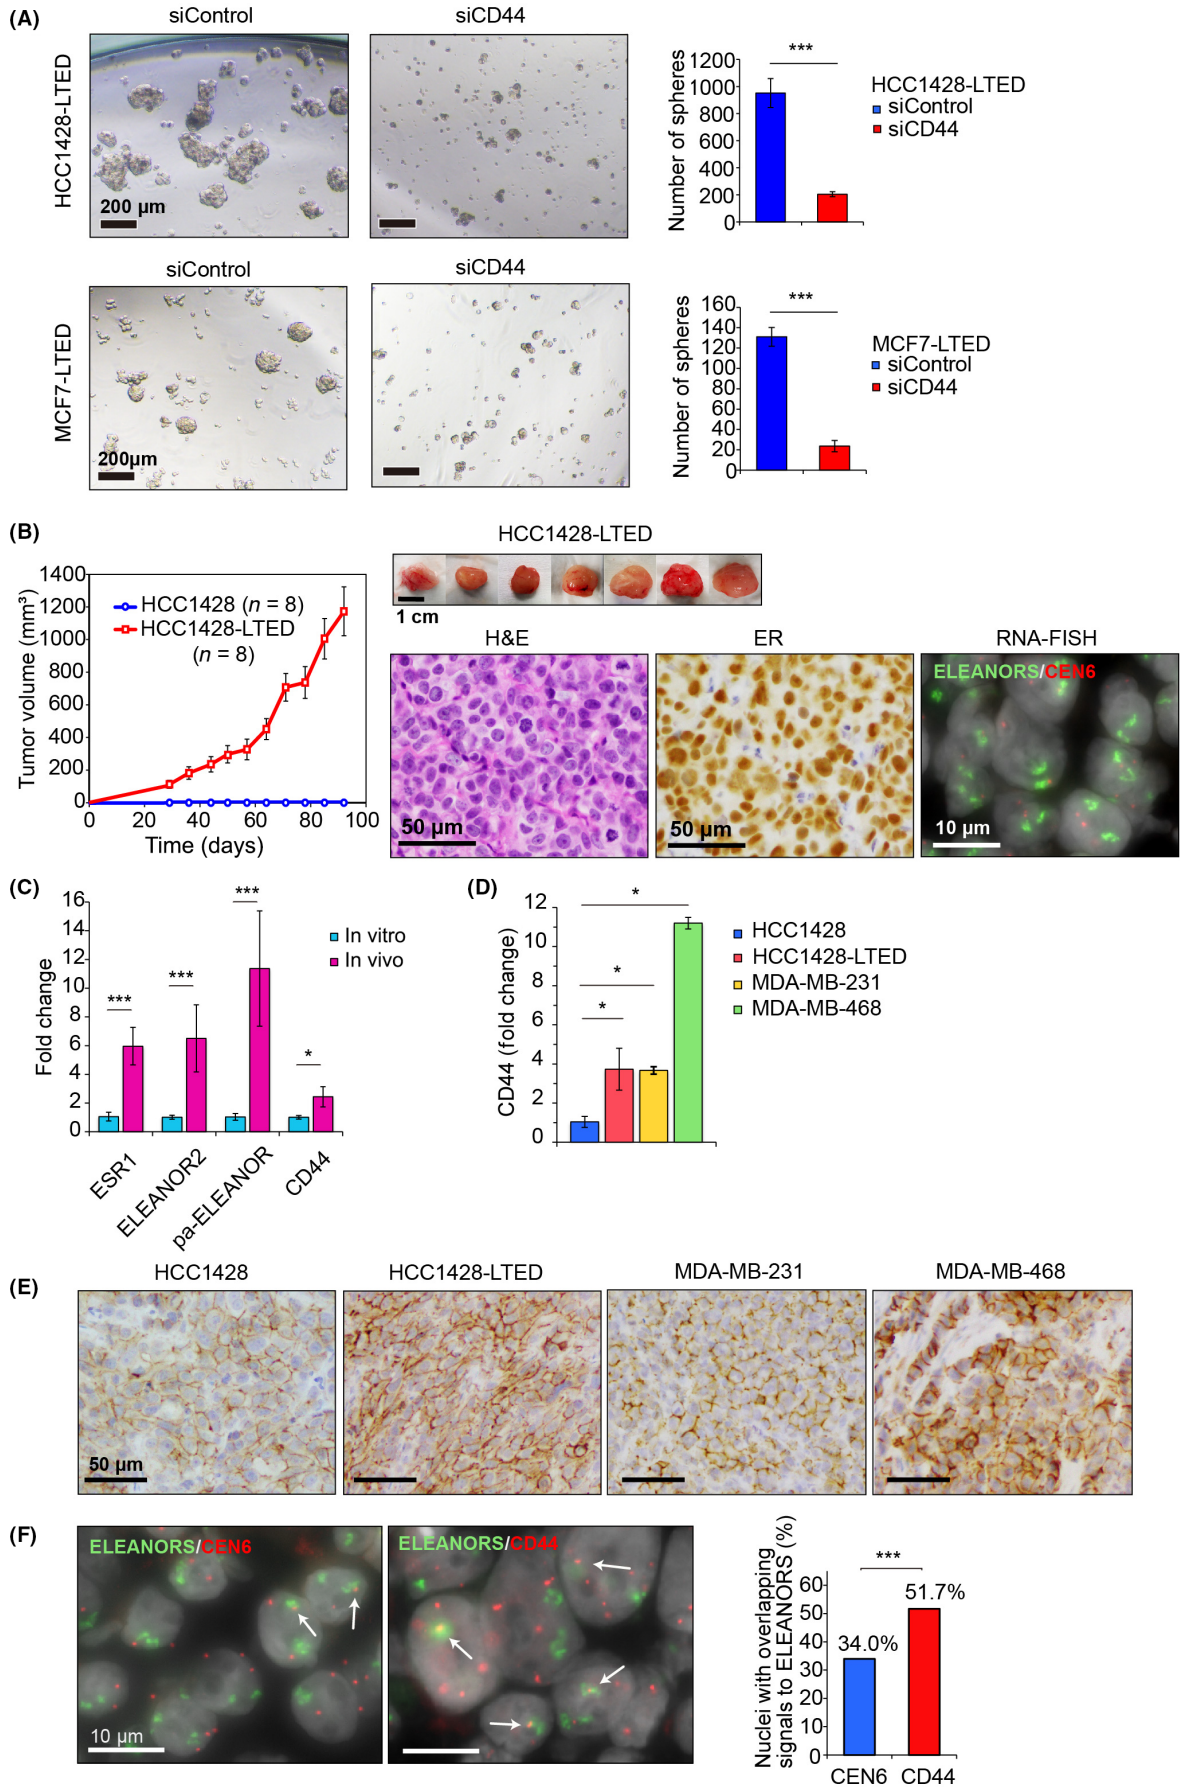 (A)
siControl
siCD44
HCC1428-LTED
200 µm
***
Number of spheres
1200
1000
800
600
400
200
0
HCC1428-LTED
siControl
siCD44
siControl
siCD44
MCF7-LTED
200µm
***
Number of spheres
160
140
120
100
80
60
40
20
0
MCF7-LTED
siControl
siCD44
(B)
HCC1428-LTED
1 cm
Tumor volume (mm³)
1400
1200
1000
800
600
400
200
0
HCC1428 (n = 8)
HCC1428-LTED
(n = 8)
0 20 40 60 80 100
Time (days)
H&E
50 µm
ER
50 µm
RNA-FISH
ELEANORS/CEN6
10 µm
(C)
Fold change
16
14
12
10
8
6
4
2
0
***
***
***
*
In vitro
In vivo
ESR1
ELEANOR2
pa-ELEANOR
CD44
(D)
CD44 (fold change)
12
10
8
6
4
2
0
*
*
*
HCC1428
HCC1428-LTED
MDA-MB-231
MDA-MB-468
(E)
HCC1428
HCC1428-LTED
MDA-MB-231
MDA-MB-468
50 µm
(F)
ELEANORS/CEN6
10 µm
ELEANORS/CD44
Nuclei with overlapping
signals to ELEANORS (%)
60
50
40
30
20
10
0
***
34.0%
51.7%
CEN6
CD44